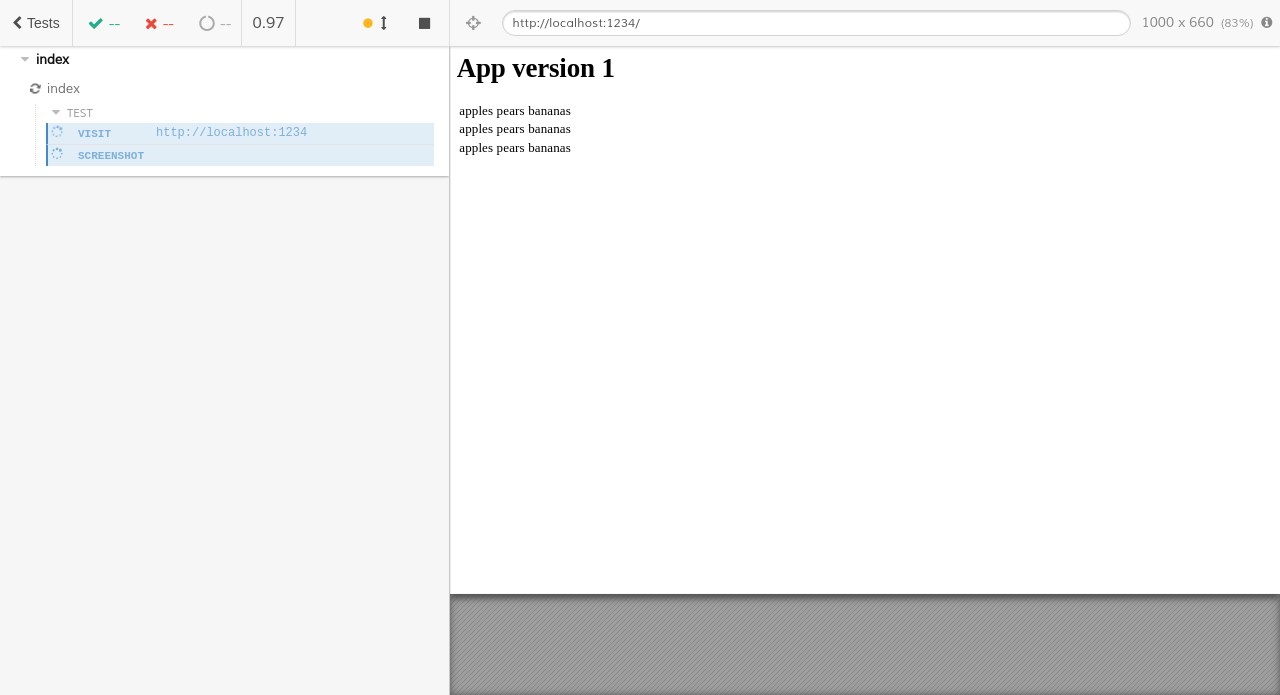 Tests -- -- -- 0.97 http://localhost:1234/ 1000 x 660 (83%)
index
index
TEST
VISIT http://localhost:1234
SCREENSHOT
App version 1
apples pears bananas
apples pears bananas
apples pears bananas